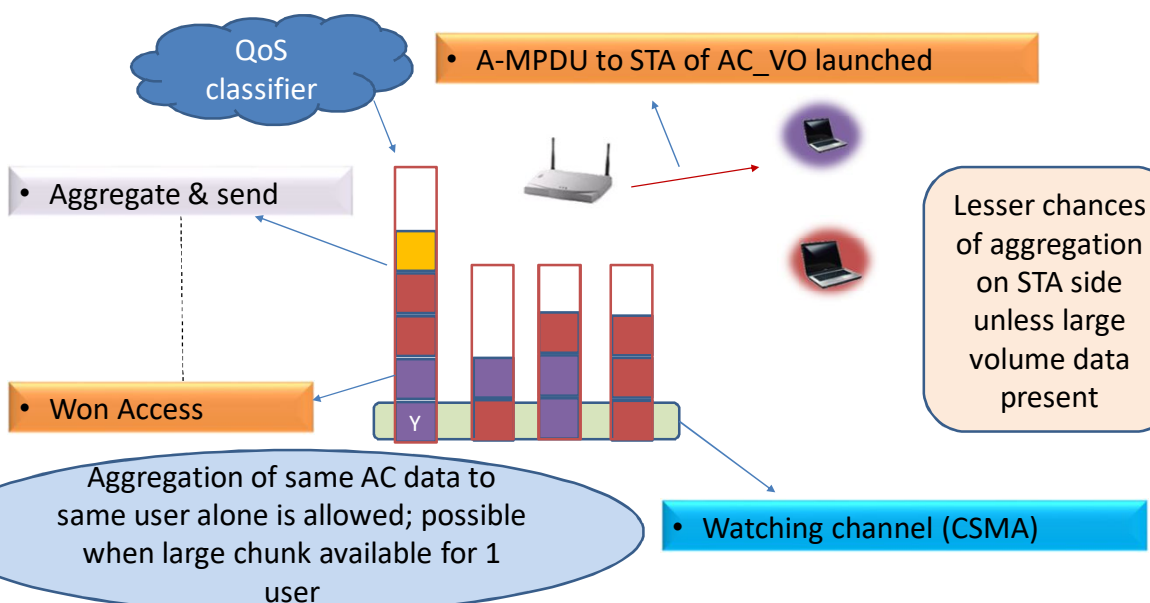 QoS
classifier
• A-MPDU to STA of AC_VO launched
• Aggregate & send
Lesser chances
of aggregation
on STA side
unless large
volume data
present
• Won Access
Y
Aggregation of same AC data to
same user alone is allowed; possible
when large chunk available for 1
user
• Watching channel (CSMA)